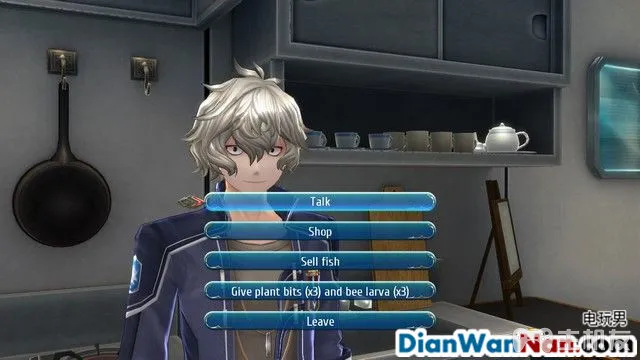 Talk
Shop
Sell fish
Give plant bits (x3) and bee larva (x3)
Leave
电玩男
DianWanNan.com